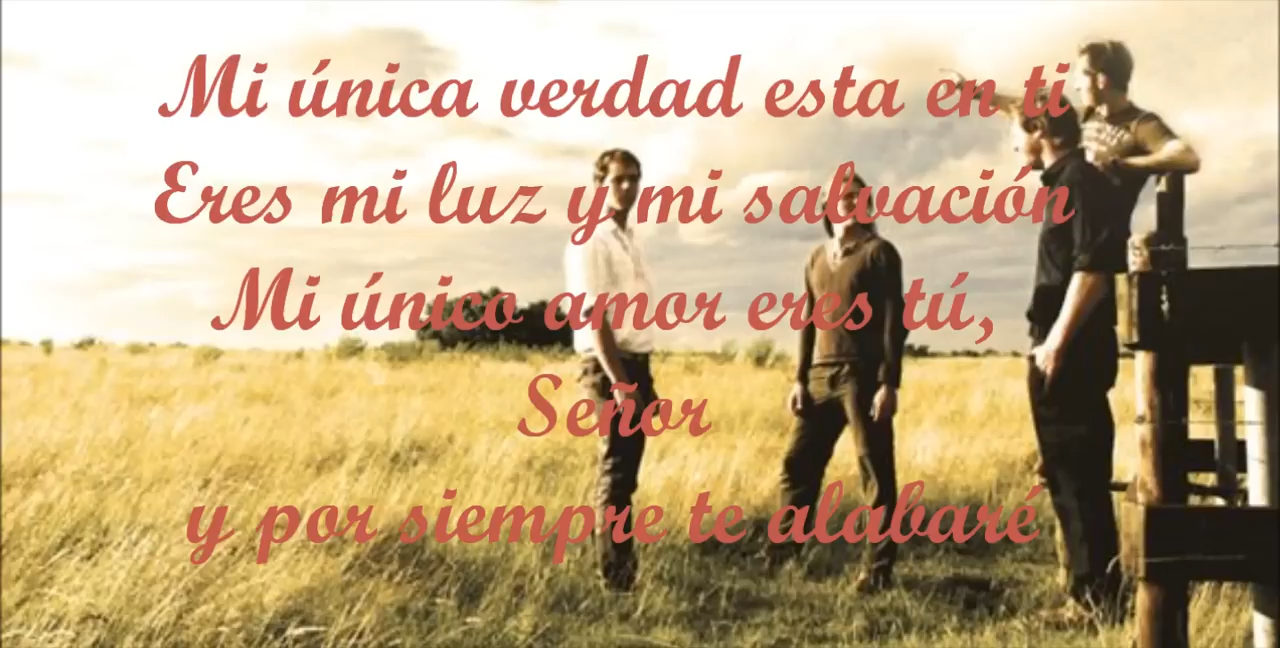 Mi única verdad esta en ti
Eres mi luz y mi salvación
Mi único amor eres tú,
Señor
y por siempre te alabaré